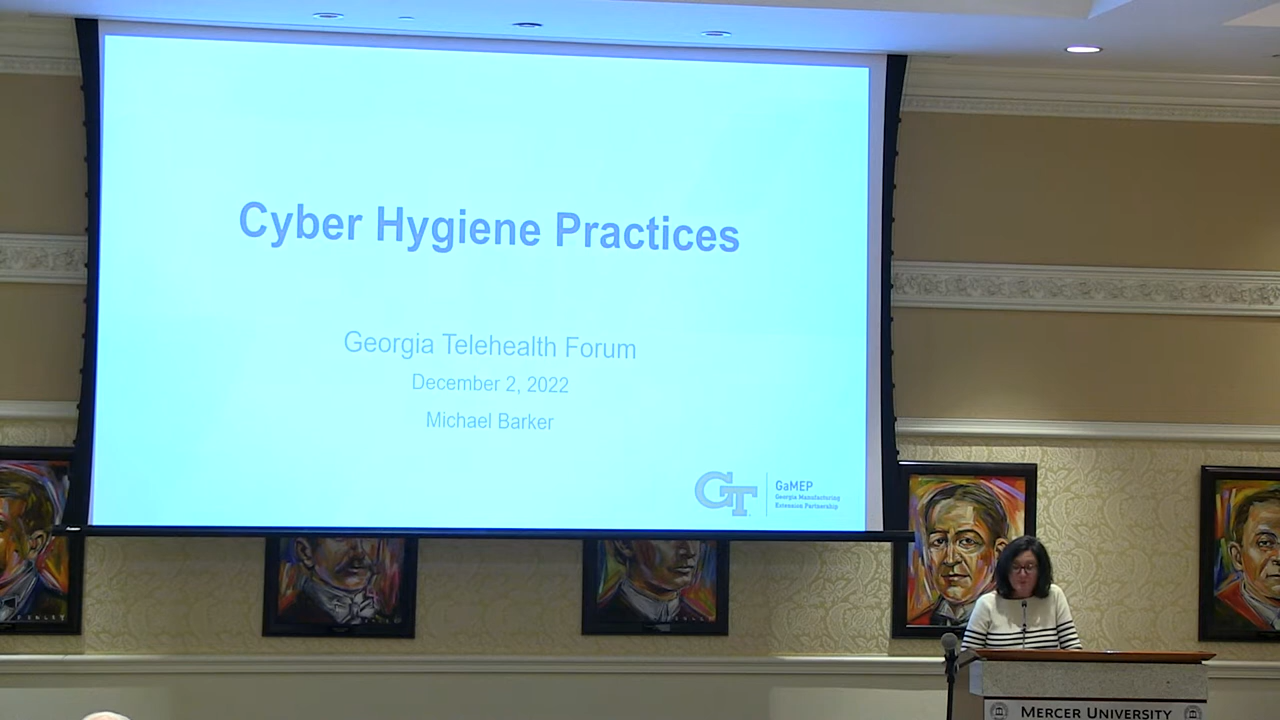 Cyber Hygiene Practices
Georgia Telehealth Forum
December 2, 2022
Michael Barker
GT
GaMEP
Georgia Manufacturing
Extension Partnership
MERCER UNIVERSITY